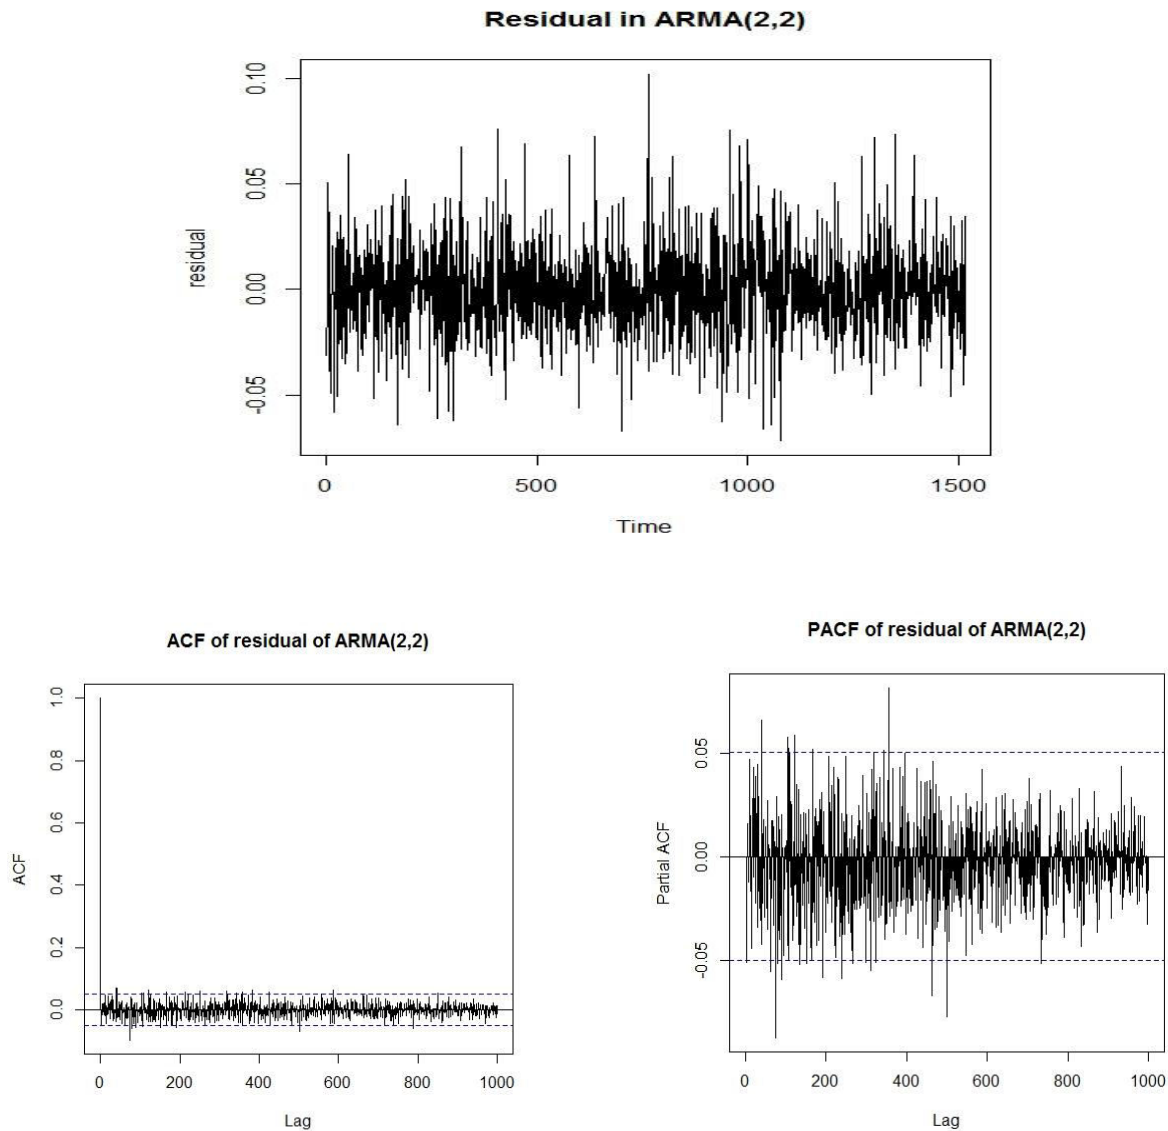 Residual in ARMA(2,2)
0.10
0.05
0.00
-0.05
residual
0 500 1000 1500
Time
ACF of residual of ARMA(2,2)
1.0
0.8
0.6
0.4
0.2
0.0
ACF
0 200 400 600 800 1000
Lag
PACF of residual of ARMA(2,2)
0.05
0.00
-0.05
Partial ACF
0 200 400 600 800 1000
Lag